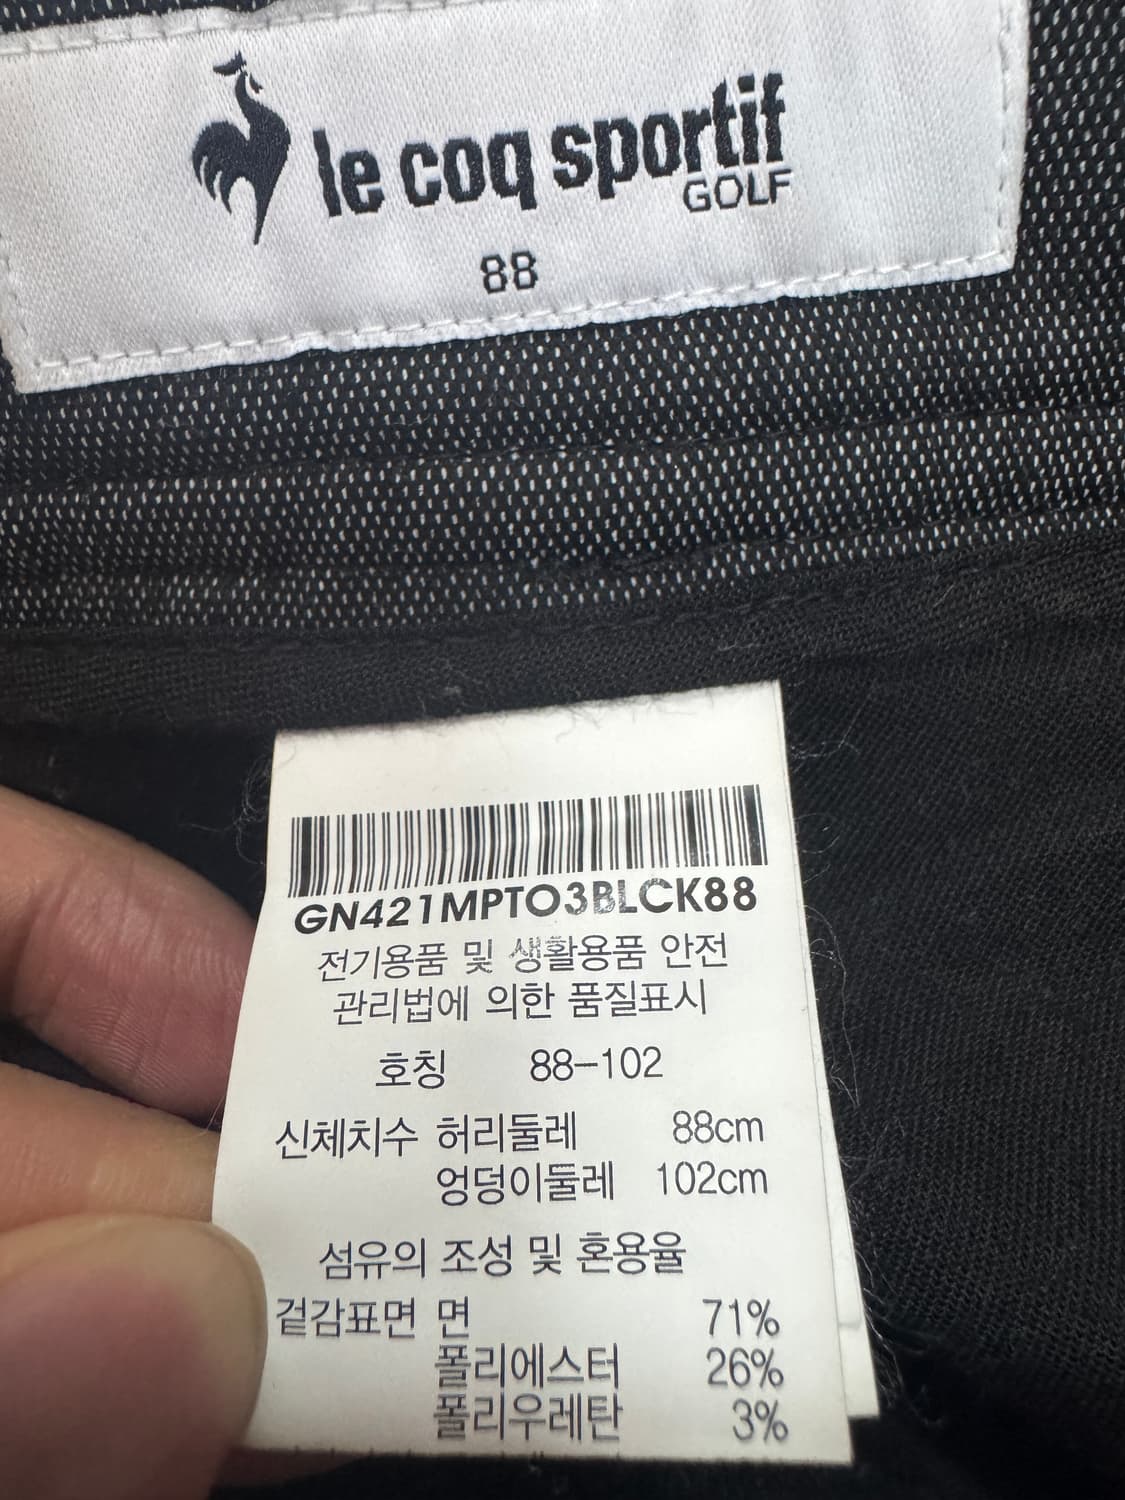 le coq sportif
GOLF
88
GN421MPTO3BLCK88
전기용품 및 생활용품 안전
관리법에 의한 품질표시
호칭 88-102
신체치수 허리둘레 88cm
엉덩이둘레 102cm
섬유의 조성 및 혼용율
겉감표면 면 71%
폴리에스터 26%
폴리우레탄 3%